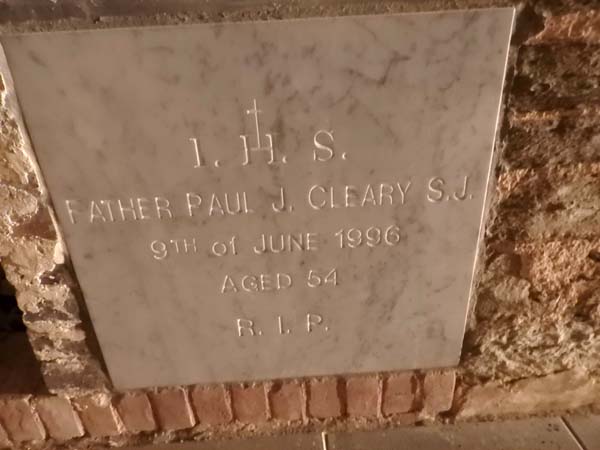 I. H. S.
FATHER PAUL J. CLEARY S.J.
9TH of JUNE 1996
AGED 54
R. I. P.